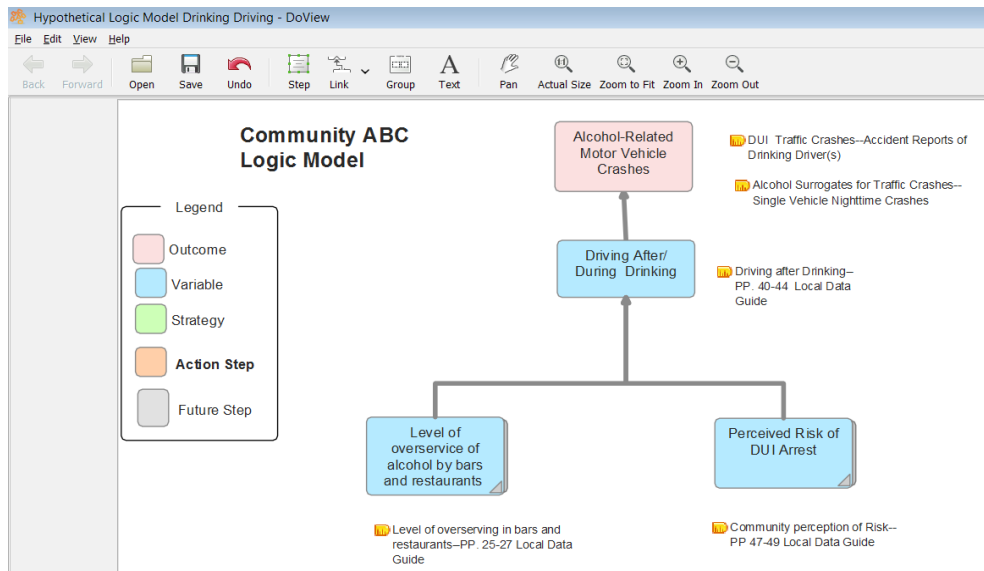 Hypothetical Logic Model Drinking Driving - DoView
File Edit View Help
Back Forward Open Save Undo Step Link Group Text Pan Actual Size Zoom to Fit Zoom In Zoom Out
Community ABC
Logic Model
Legend
Outcome
Variable
Strategy
Action Step
Future Step
Alcohol-Related
Motor Vehicle
Crashes
DUI Traffic Crashes--Accident Reports of
Drinking Driver(s)
Alcohol Surrogates for Traffic Crashes--
Single Vehicle Nighttime Crashes
Driving After/
During Drinking
Driving after Drinking–
PP. 40-44 Local Data
Guide
Level of
overservice of
alcohol by bars
and restaurants
Perceived Risk of
DUI Arrest
Level of overserving in bars and
restaurants–PP. 25-27 Local Data
Guide
Community perception of Risk--
PP 47-49 Local Data Guide